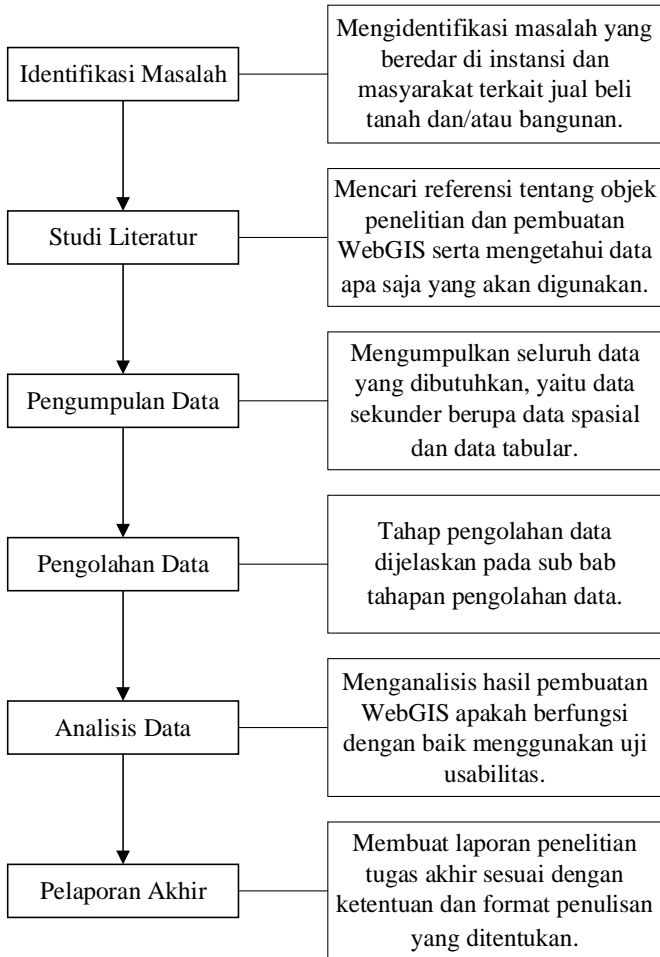 Identifikasi Masalah
Mengidentifikasi masalah yang
beredar di instansi dan
masyarakat terkait jual beli
tanah dan/atau bangunan.
Studi Literatur
Mencari referensi tentang objek
penelitian dan pembuatan
WebGIS serta mengetahui data
apa saja yang akan digunakan.
Pengumpulan Data
Mengumpulkan seluruh data
yang dibutuhkan, yaitu data
sekunder berupa data spasial
dan data tabular.
Pengolahan Data
Tahap pengolahan data
dijelaskan pada sub bab
tahapan pengolahan data.
Analisis Data
Menganalisis hasil pembuatan
WebGIS apakah berfungsi
dengan baik menggunakan uji
usabilitas.
Pelaporan Akhir
Membuat laporan penelitian
tugas akhir sesuai dengan
ketentuan dan format penulisan
yang ditentukan.